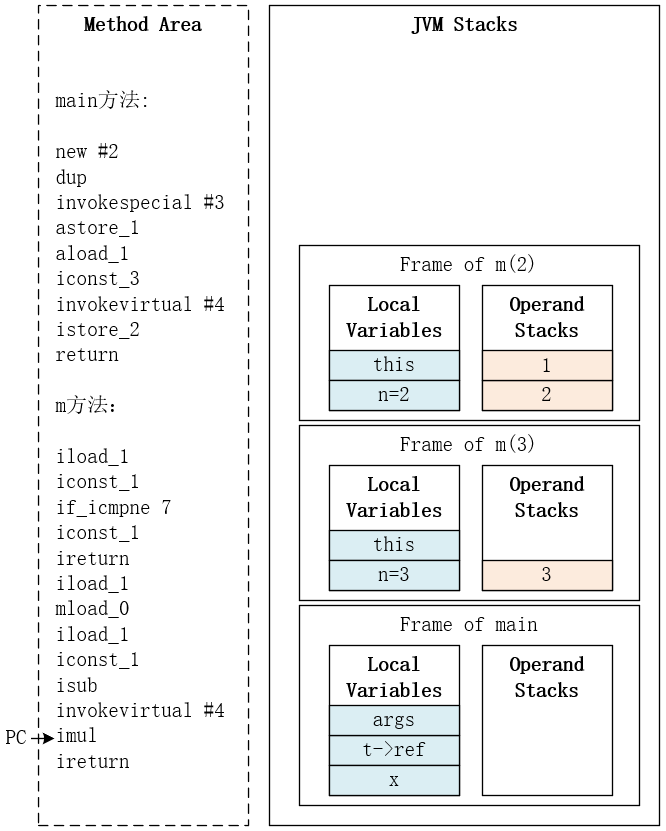 Method Area
main方法:
new #2
dup
invokespecial #3
astore_1
aload_1
iconst_3
invokevirtual #4
istore_2
return
m方法:
iload_1
iconst_1
if_icmpne 7
iconst_1
ireturn
iload_1
mload_0
iload_1
iconst_1
isub
invokevirtual #4
PC
imul
ireturn
JVM Stacks
Frame of m(2)
Local
Variables
this
n=2
Operand
Stacks
1
2
Frame of m(3)
Local
Variables
this
n=3
Operand
Stacks
3
Frame of main
Local
Variables
args
t->ref
x
Operand
Stacks